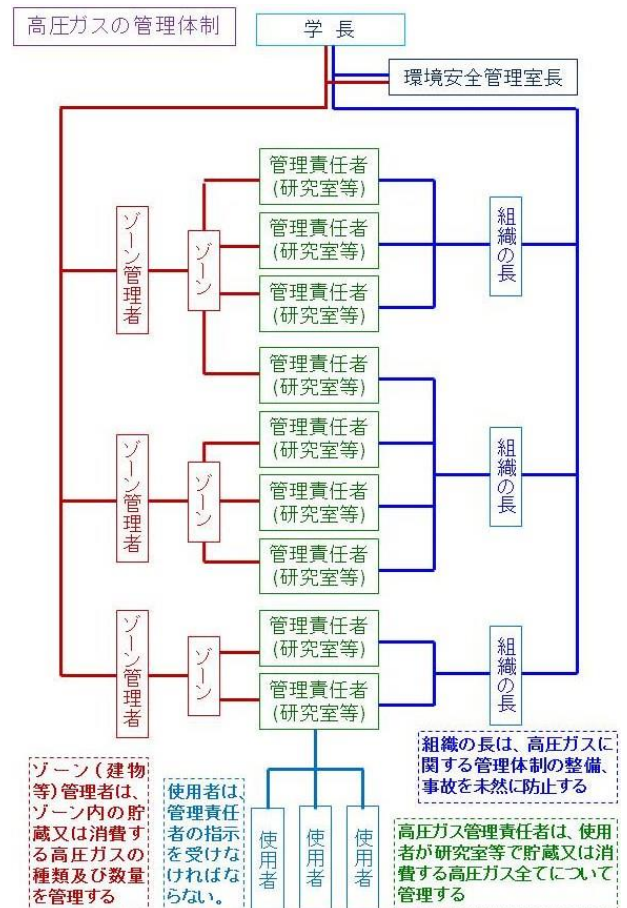 高圧ガスの管理体制
学 長
環境安全管理室長
管理責任者
(研究室等)
管理責任者
(研究室等)
管理責任者
(研究室等)
ゾーン管理者
ゾーン
組織の長
管理責任者
(研究室等)
管理責任者
(研究室等)
管理責任者
(研究室等)
管理責任者
(研究室等)
ゾーン管理者
ゾーン
組織の長
管理責任者
(研究室等)
管理責任者
(研究室等)
ゾーン管理者
ゾーン
組織の長
ゾーン(建物
等)管理者は、
ゾーン内の貯
蔵又は消費す
る高圧ガスの
種類及び数量
を管理する
使用者は、
管理責任
者の指示
を受けな
ければな
らない。
使用者
使用者
使用者
組織の長は、高圧ガスに
関する管理体制の整備、
事故を未然に防止する
高圧ガス管理責任者は、使用
者が研究室等で貯蔵又は消
費する高圧ガス全てについて
管理する